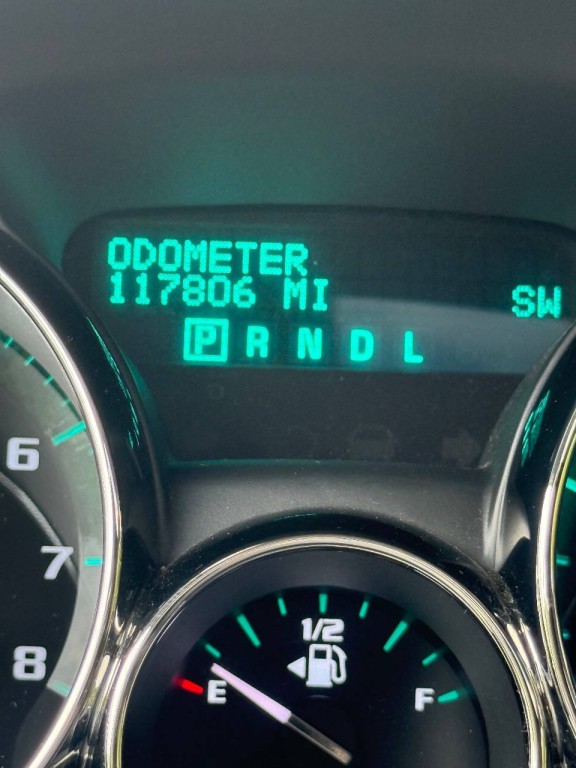 ODOMETER
117806 MI
SW
P R N D L
6
7
8
1/2
E
F